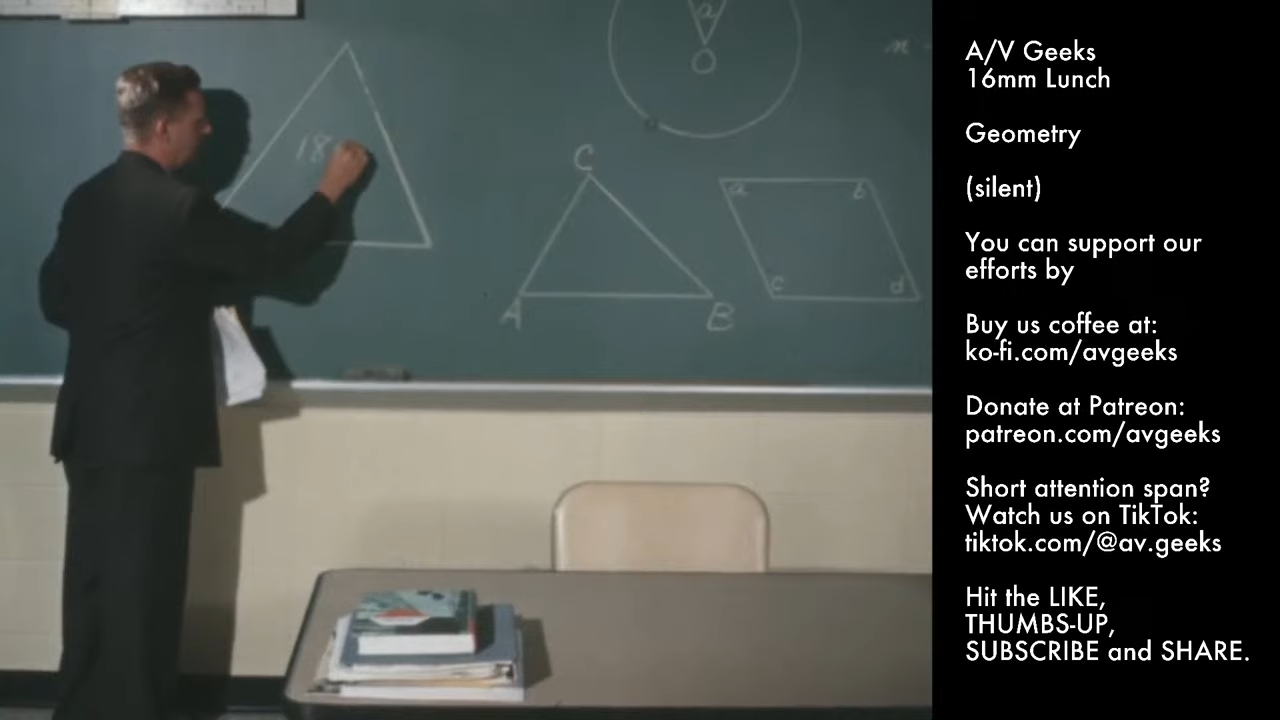 18
a
O
C
A
B
a
b
c
d
A/V Geeks
16mm Lunch
Geometry
(silent)
You can support our
efforts by
Buy us coffee at:
ko-fi.com/avgeeks
Donate at Patreon:
patreon.com/avgeeks
Short attention span?
Watch us on TikTok:
tiktok.com/@av.geeks
Hit the LIKE,
THUMBS-UP,
SUBSCRIBE and SHARE.